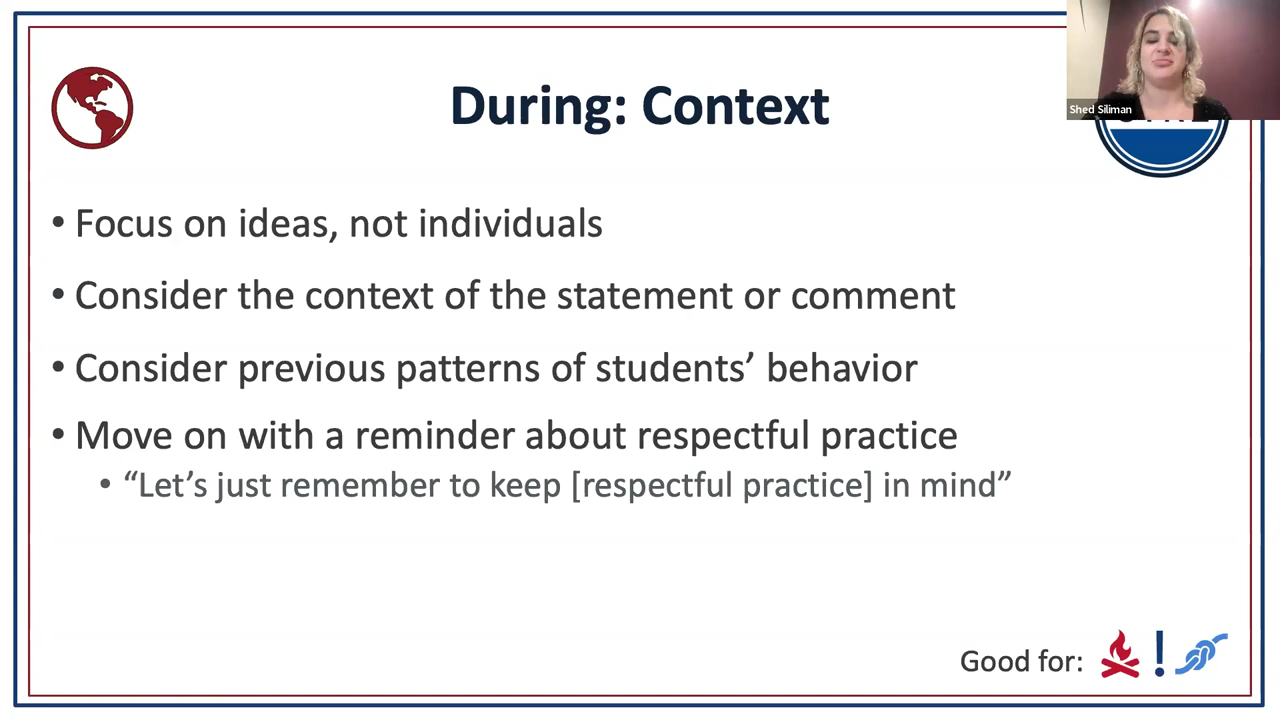 During: Context
Shed Siliman
• Focus on ideas, not individuals
• Consider the context of the statement or comment
• Consider previous patterns of students’ behavior
• Move on with a reminder about respectful practice
• “Let’s just remember to keep [respectful practice] in mind”
Good for: